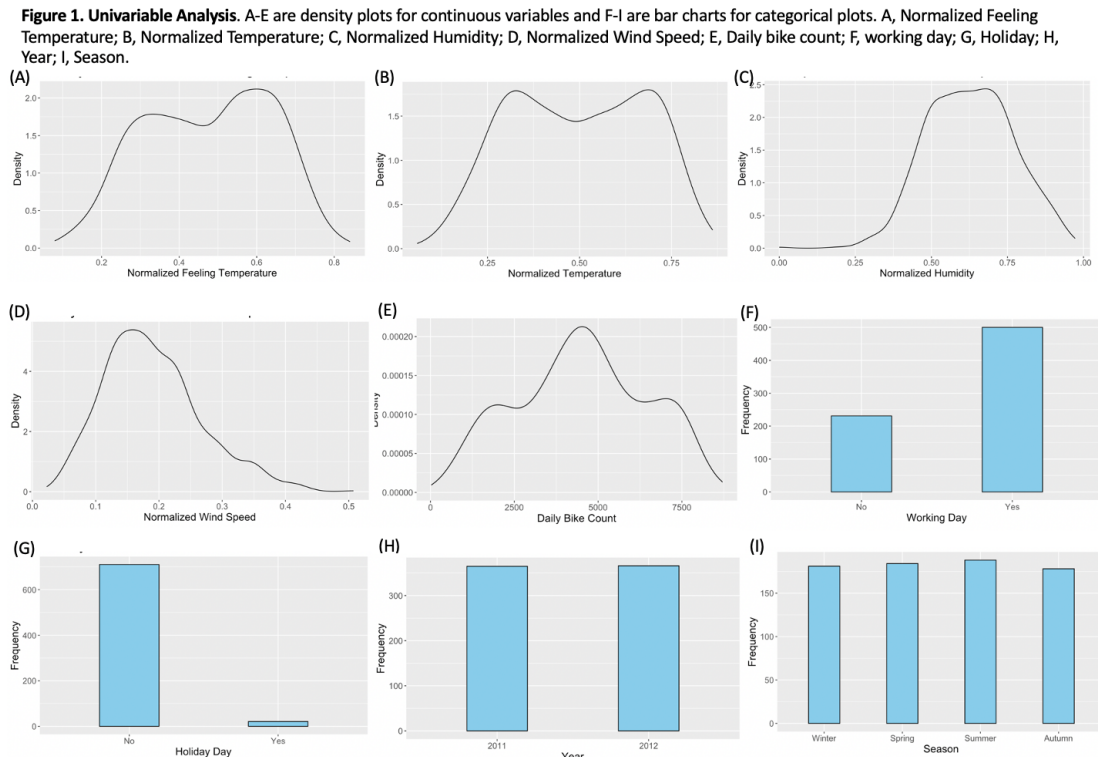 Figure 1. Univariable Analysis. A-E are density plots for continuous variables and F-I are bar charts for categorical plots. A, Normalized Feeling
Temperature; B, Normalized Temperature; C, Normalized Humidity; D, Normalized Wind Speed; E, Daily bike count; F, working day; G, Holiday; H,
Year; I, Season.
(A)
2.0
1.5
1.0
0.5
0.0
Density
0.2 0.4 0.6 0.8
Normalized Feeling Temperature
(B)
1.5
1.0
0.5
0.0
Density
0.25 0.50 0.75
Normalized Temperature
(C)
2.5
2.0
1.5
1.0
0.5
0.0
Density
0.00 0.25 0.50 0.75 1.00
Normalized Humidity
(D)
4
2
0
Density
0.0 0.1 0.2 0.3 0.4 0.5
Normalized Wind Speed
(E)
0.00020
0.00015
0.00010
0.00005
0.00000
Density
0 2500 5000 7500
Daily Bike Count
(F)
500
400
300
200
100
0
Frequency
No Yes
Working Day
(G)
600
400
200
0
Frequency
No Yes
Holiday Day
(H)
300
200
100
0
Frequency
2011 2012
Year
(I)
150
100
50
0
Frequency
Winter Spring Summer Autumn
Season